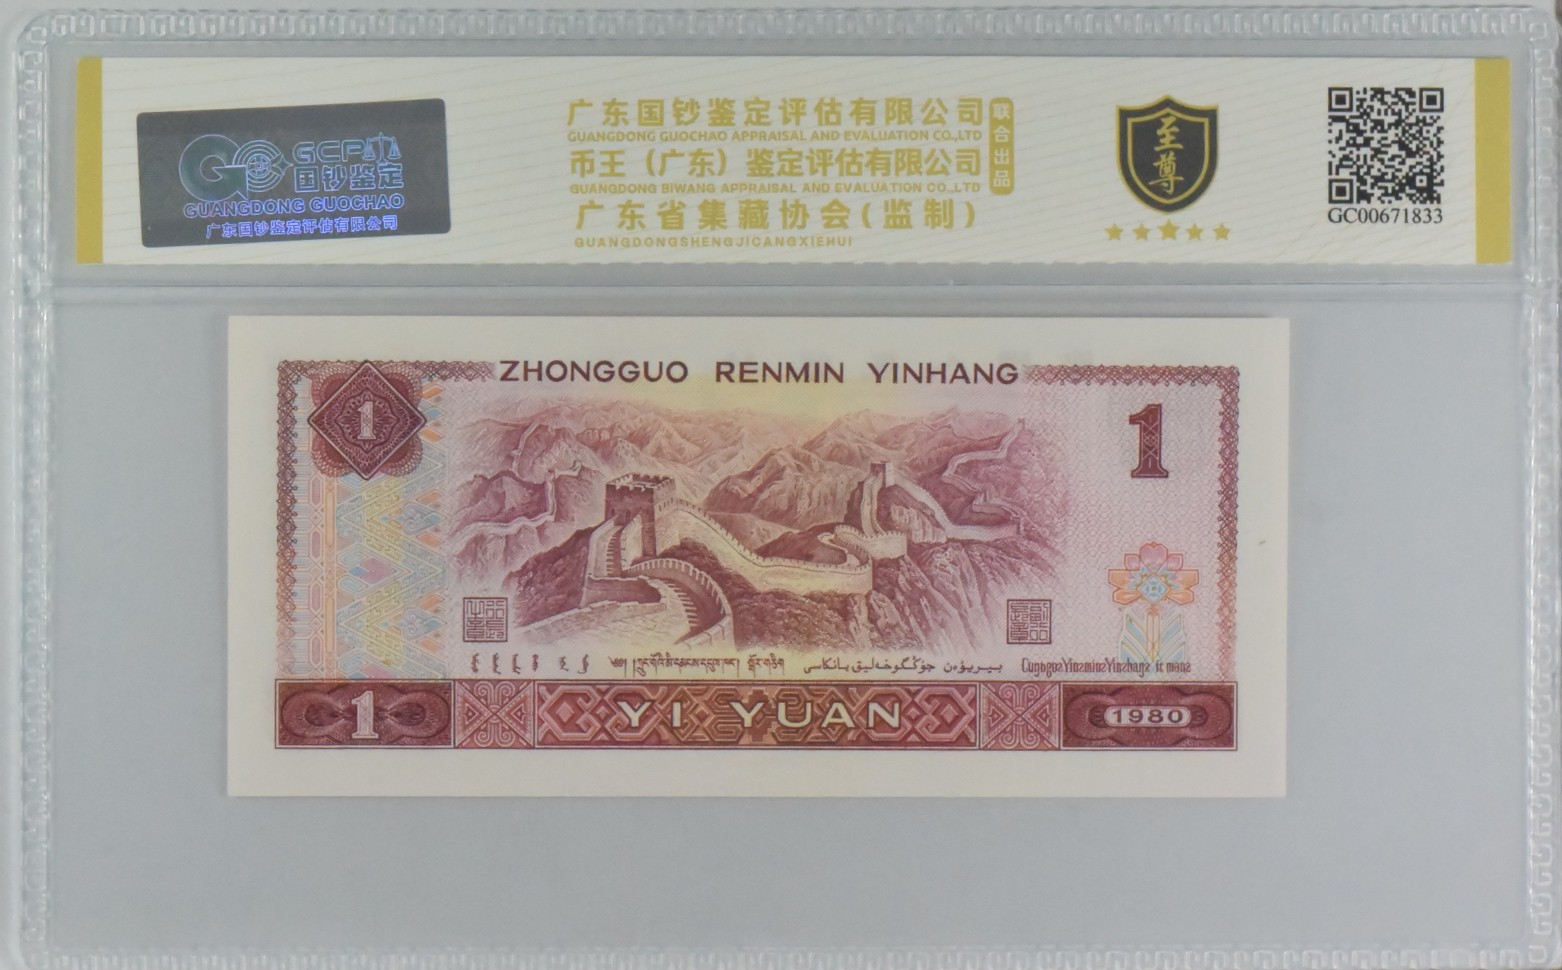 GCP
国钞鉴定
GUANGDONG GUOCHAO
广东国钞鉴定评估有限公司
广东国钞鉴定评估有限公司
GUANGDONG GUOCHAO APPRAISAL AND EVALUATION CO.,LTD
币王（广东）鉴定评估有限公司
GUANGDONG BIWANG APPRAISAL AND EVALUATION CO.,LTD
联合出品
广东省集藏协会(监制)
GUANGDONGSHENGJICANGXIEHUI
至尊
GC00671833
ZHONGGUO RENMIN YINHANG
1
1
1
YI YUAN
1980